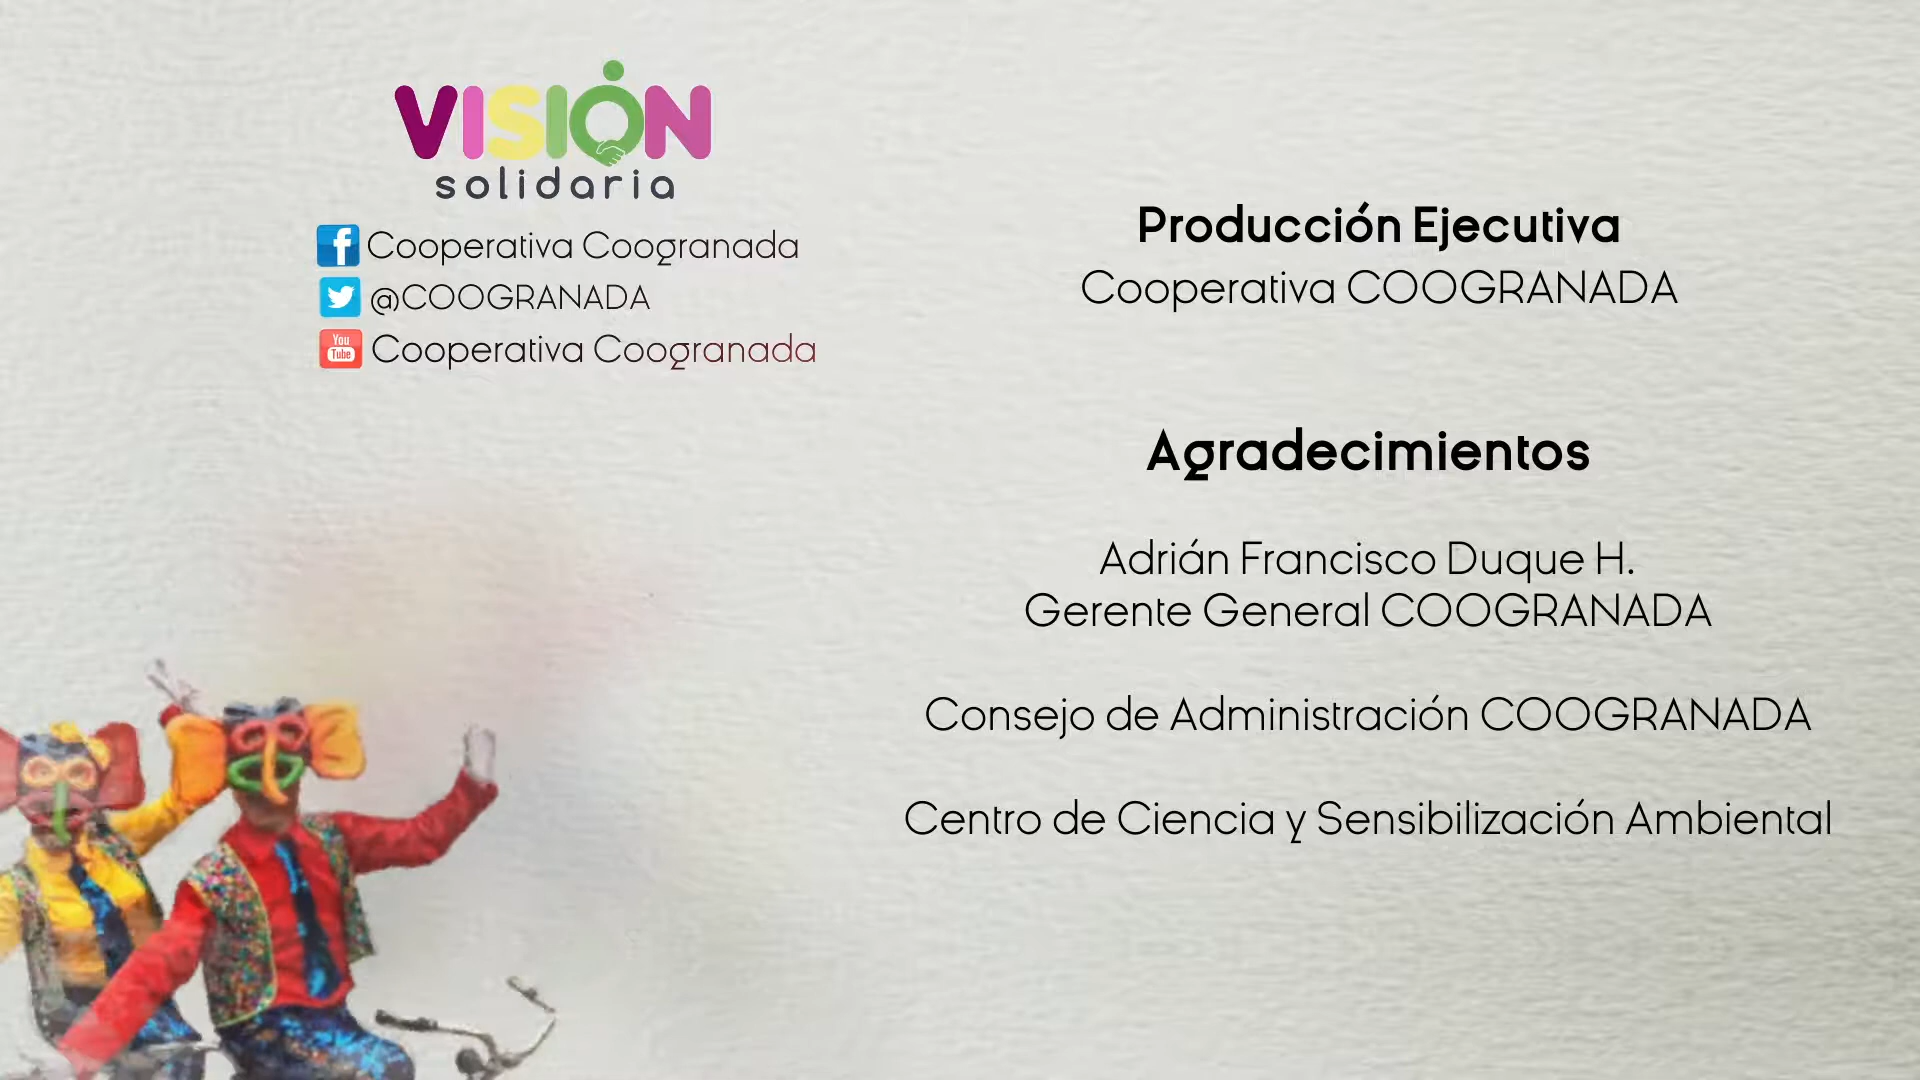 VISIÓN
solidaria
Cooperativa Coogranada
@COOGRANADA
You
Tube
Cooperativa Coogranada
Producción Ejecutiva
Cooperativa COOGRANADA
Agradecimientos
Adrián Francisco Duque H.
Gerente General COOGRANADA
Consejo de Administración COOGRANADA
Centro de Ciencia y Sensibilización Ambiental